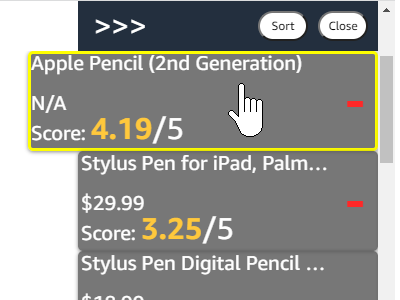 >>>
Sort
Close
Apple Pencil (2nd Generation)
N/A
Score: 4.19/5
Stylus Pen for iPad, Palm...
$29.99
Score: 3.25/5
Stylus Pen Digital Pencil ...